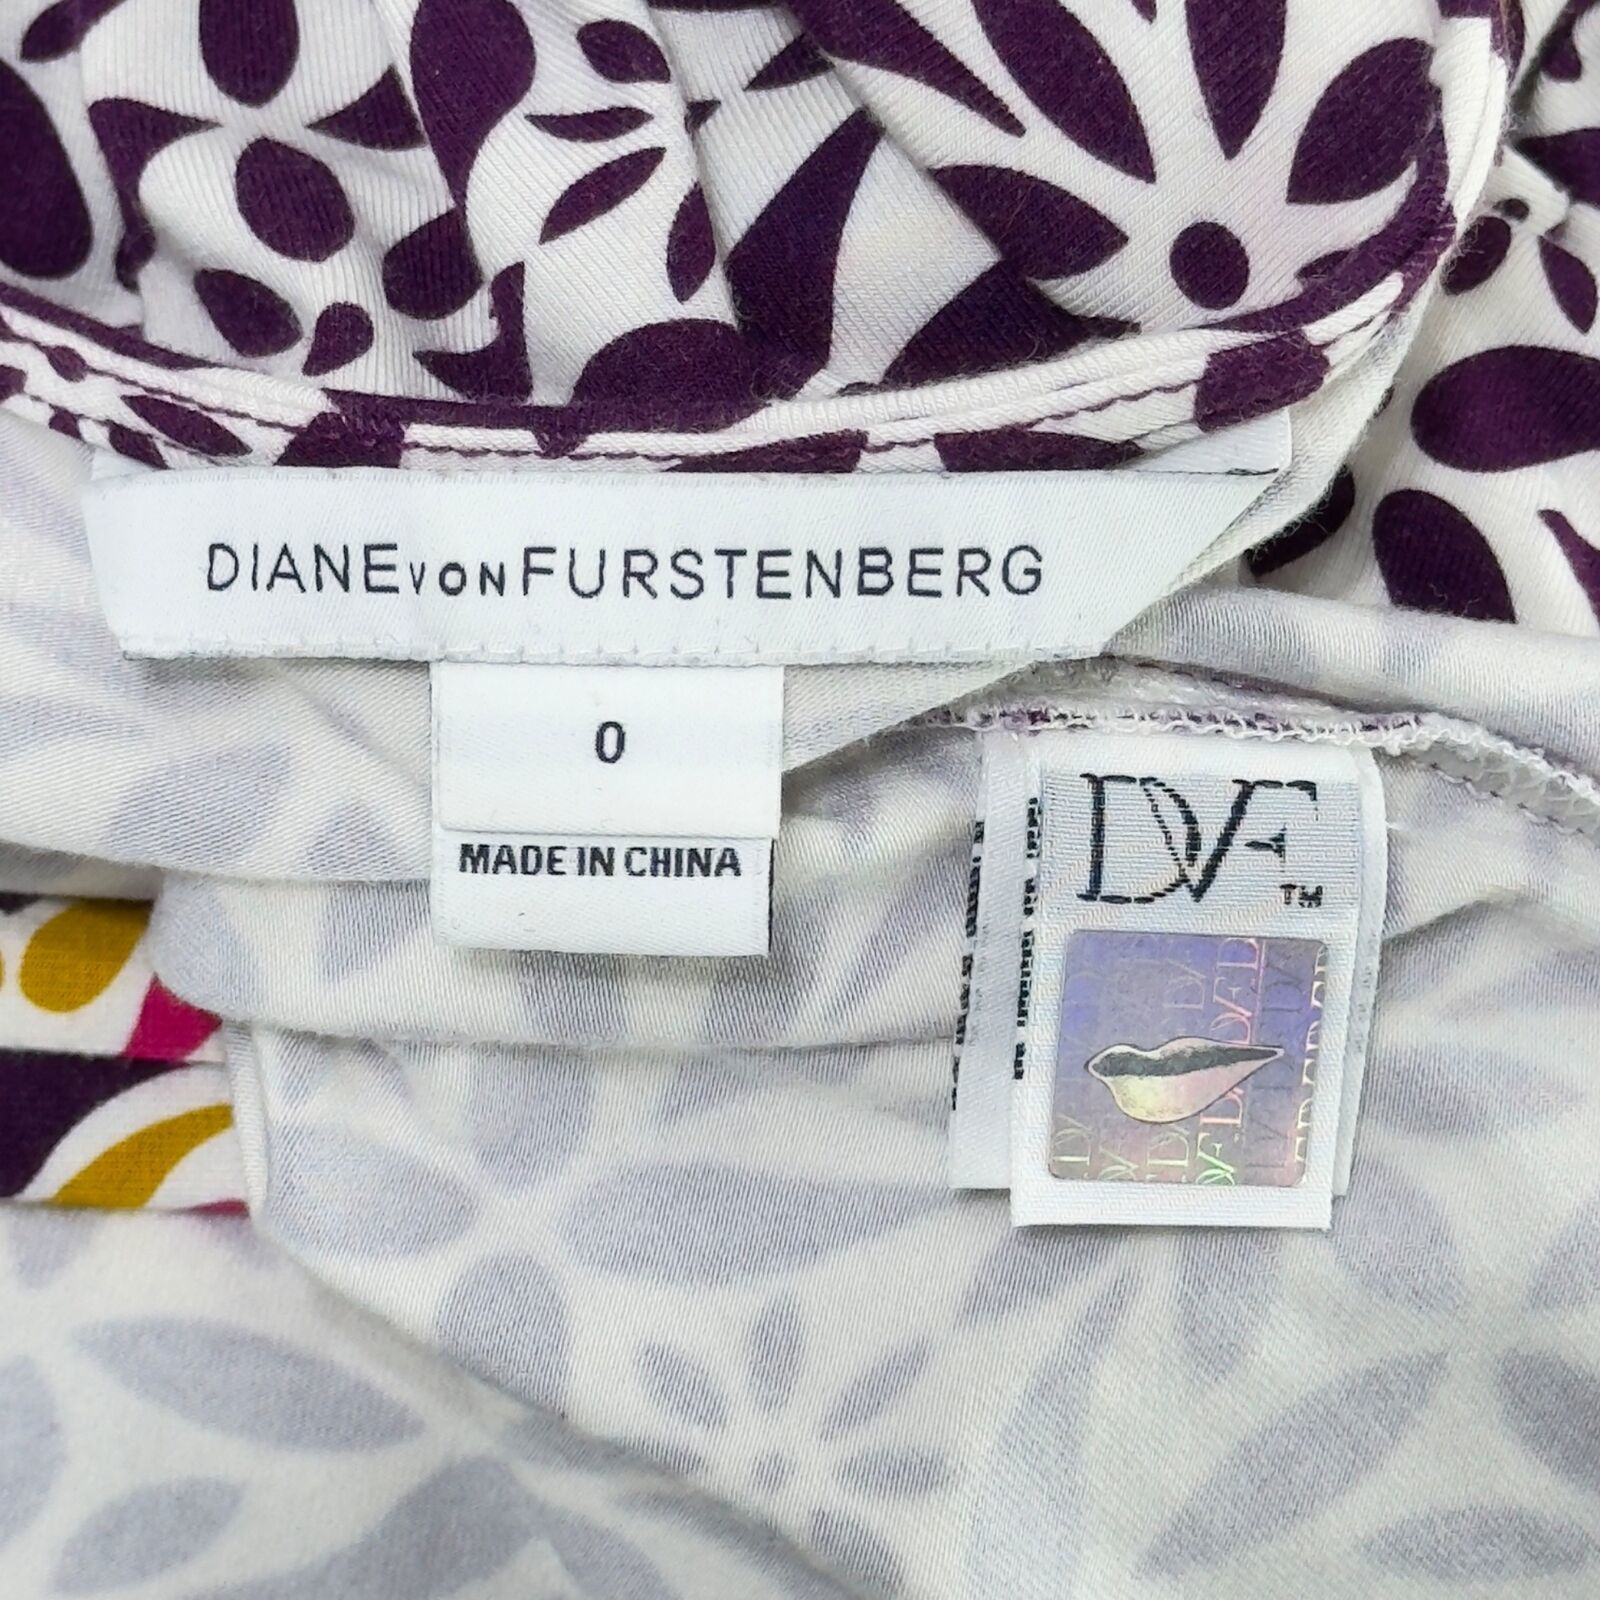 DIANE VON FURSTENBERG
0
MADE IN CHINA
DVF
TM